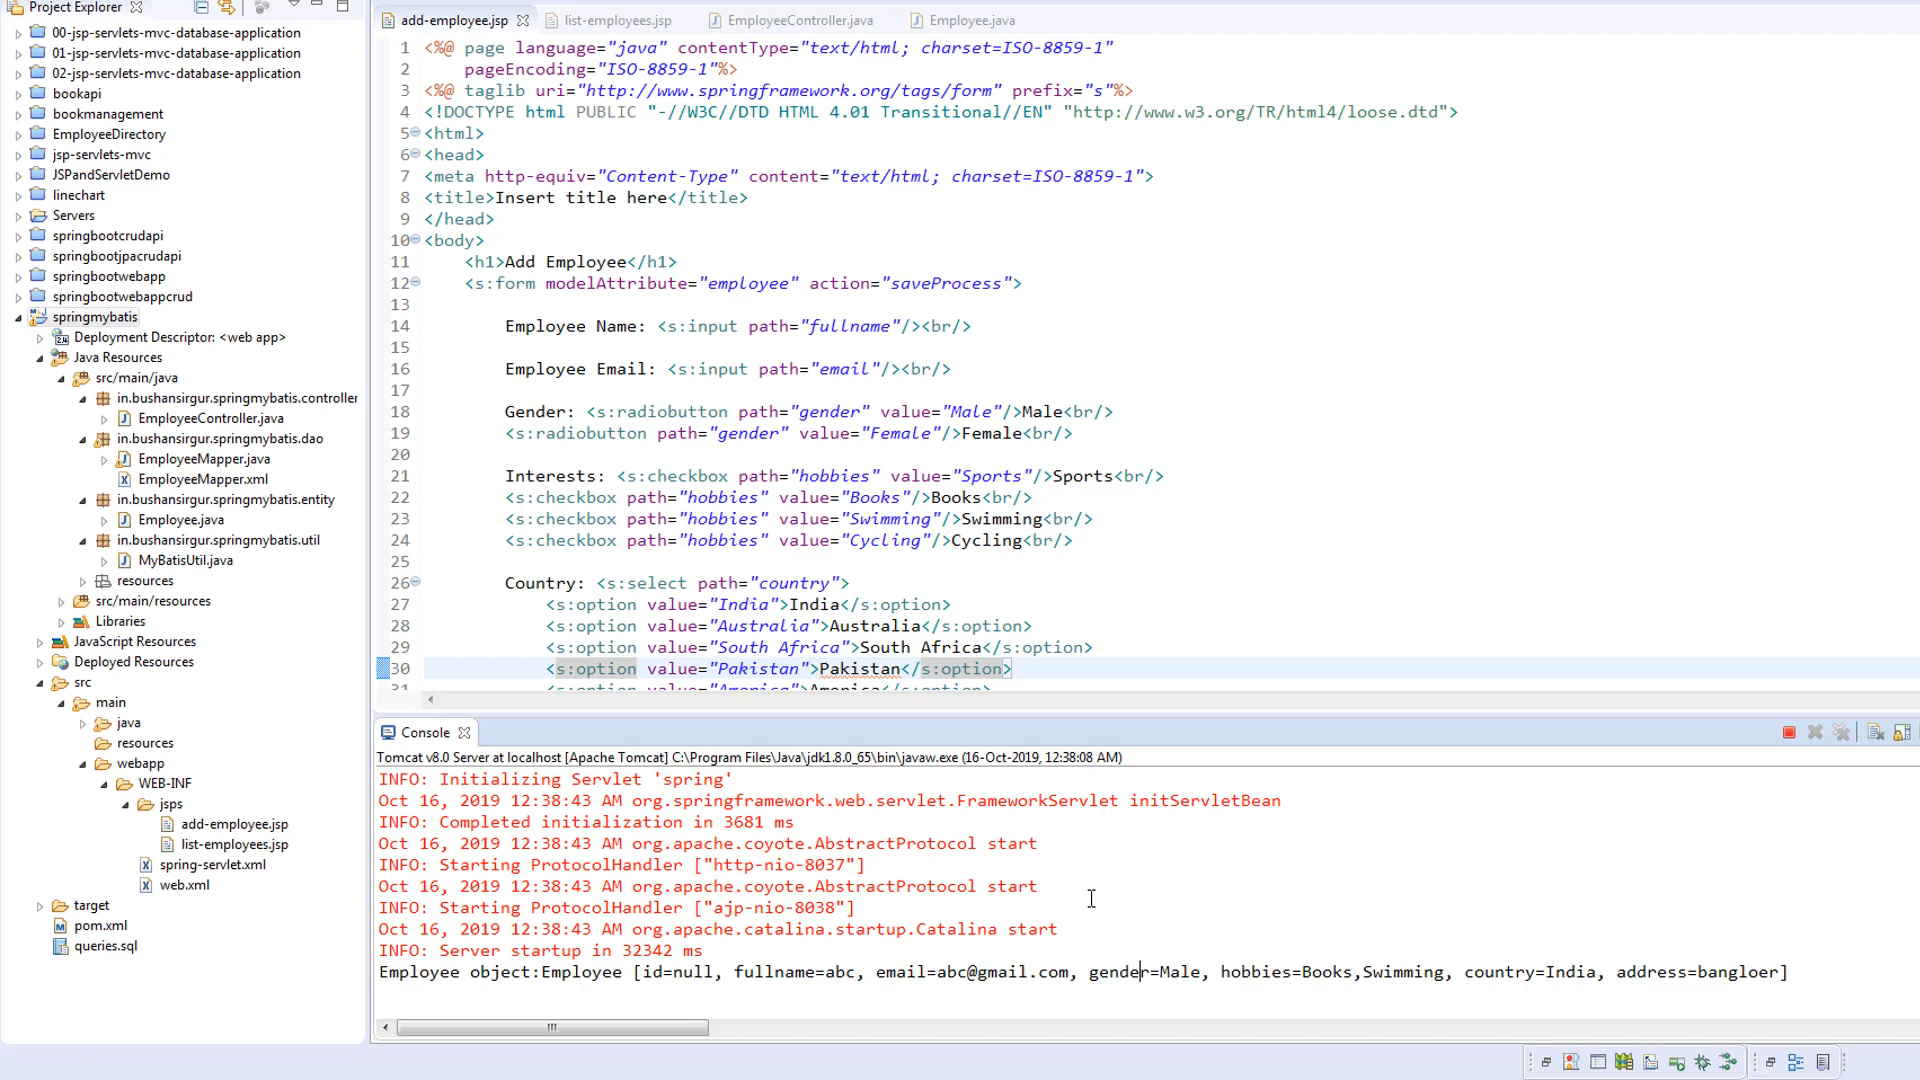 Project Explorer
00-jsp-servlets-mvc-database-application
01-jsp-servlets-mvc-database-application
02-jsp-servlets-mvc-database-application
bookapi
bookmanagement
EmployeeDirectory
jsp-servlets-mvc
JSPandServletDemo
linechart
Servers
springbootcrudapi
springbootjpacrudapi
springbootwebapp
springbootwebappcrud
springmybatis
Deployment Descriptor: <web app>
Java Resources
src/main/java
in.bushansirgur.springmybatis.controller
EmployeeController.java
in.bushansirgur.springmybatis.dao
EmployeeMapper.java
EmployeeMapper.xml
in.bushansirgur.springmybatis.entity
Employee.java
in.bushansirgur.springmybatis.util
MyBatisUtil.java
resources
src/main/resources
Libraries
JavaScript Resources
Deployed Resources
src
main
java
resources
webapp
WEB-INF
jsps
add-employee.jsp
list-employees.jsp
spring-servlet.xml
web.xml
target
pom.xml
queries.sql
add-employee.jsp list-employees.jsp EmployeeController.java Employee.java
1 <%@ page language="java" contentType="text/html; charset=ISO-8859-1"
2 pageEncoding="ISO-8859-1"%>
3 <%@ taglib uri="http://www.springframework.org/tags/form" prefix="s"%>
4 <!DOCTYPE html PUBLIC "-//W3C//DTD HTML 4.01 Transitional//EN" "http://www.w3.org/TR/html4/loose.dtd">
5 <html>
6 <head>
7 <meta http-equiv="Content-Type" content="text/html; charset=ISO-8859-1">
8 <title>Insert title here</title>
9 </head>
10 <body>
11 <h1>Add Employee</h1>
12 <s:form modelAttribute="employee" action="saveProcess">
13
14 Employee Name: <s:input path="fullname"/><br/>
15
16 Employee Email: <s:input path="email"/><br/>
17
18 Gender: <s:radiobutton path="gender" value="Male"/>Male<br/>
19 <s:radiobutton path="gender" value="Female"/>Female<br/>
20
21 Interests: <s:checkbox path="hobbies" value="Sports"/>Sports<br/>
22 <s:checkbox path="hobbies" value="Books"/>Books<br/>
23 <s:checkbox path="hobbies" value="Swimming"/>Swimming<br/>
24 <s:checkbox path="hobbies" value="Cycling"/>Cycling<br/>
25
26 Country: <s:select path="country">
27 <s:option value="India">India</s:option>
28 <s:option value="Australia">Australia</s:option>
29 <s:option value="South Africa">South Africa</s:option>
30 <s:option value="Pakistan">Pakistan</s:option>
31 <s:option value="America">America</s:option>
Console
Tomcat v8.0 Server at localhost [Apache Tomcat] C:\Program Files\Java\jdk1.8.0_65\bin\javaw.exe (16-Oct-2019, 12:38:08 AM)
INFO: Initializing Servlet 'spring'
Oct 16, 2019 12:38:43 AM org.springframework.web.servlet.FrameworkServlet initServletBean
INFO: Completed initialization in 3681 ms
Oct 16, 2019 12:38:43 AM org.apache.coyote.AbstractProtocol start
INFO: Starting ProtocolHandler ["http-nio-8037"]
Oct 16, 2019 12:38:43 AM org.apache.coyote.AbstractProtocol start
INFO: Starting ProtocolHandler ["ajp-nio-8038"]
Oct 16, 2019 12:38:43 AM org.apache.catalina.startup.Catalina start
INFO: Server startup in 32342 ms
Employee object:Employee [id=null, fullname=abc, email=abc@gmail.com, gender=Male, hobbies=Books,Swimming, country=India, address=bangloer]